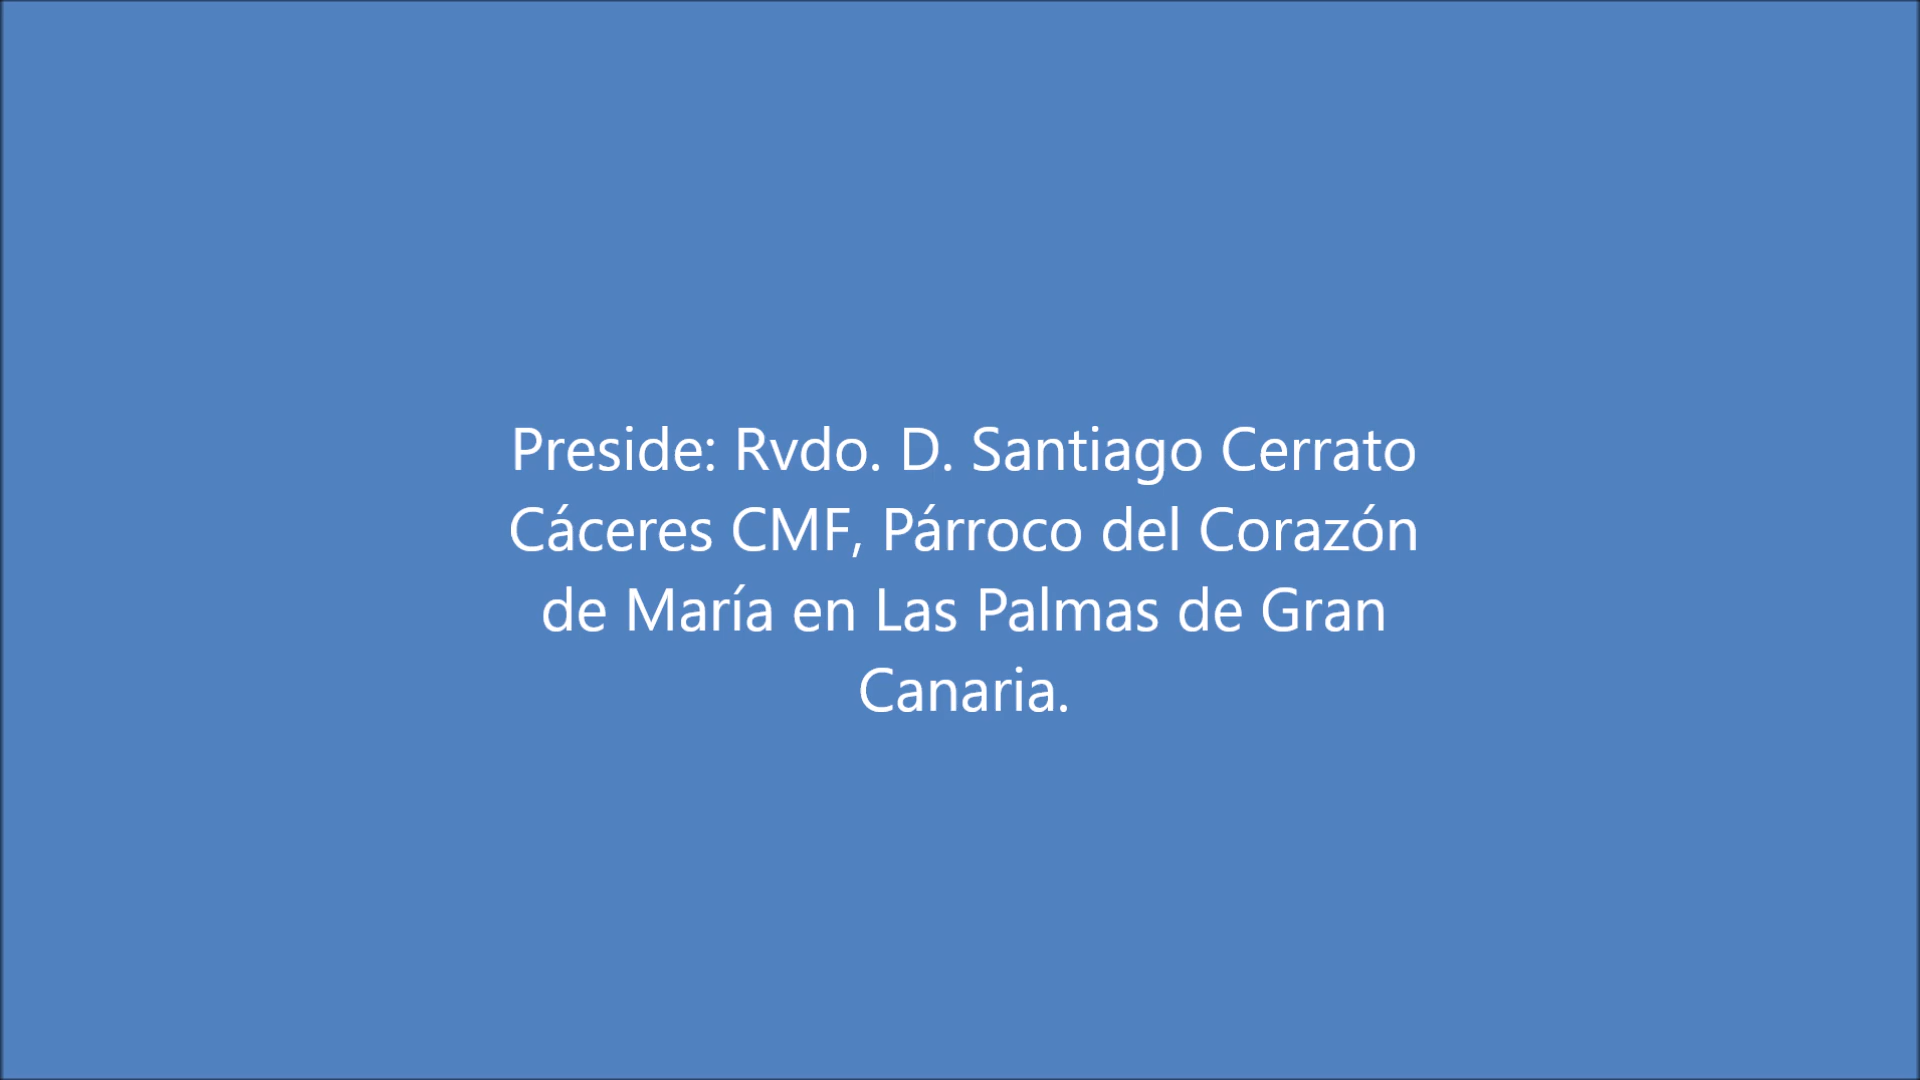 Preside: Rvdo. D. Santiago Cerrato
Cáceres CMF, Párroco del Corazón
de María en Las Palmas de Gran
Canaria.